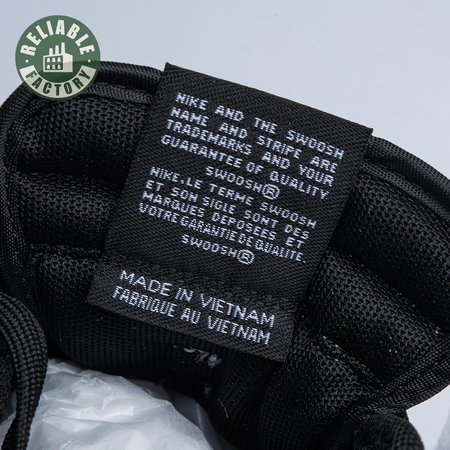 RELIABLE
FACTORY
NIKE AND THE SWOOSH
NAME AND STRIPE ARE
TRADEMARKS AND YOUR
GUARANTEE OF QUALITY
SWOOSH®
NIKE.LE TERME SWOOSH
ET SON SIGLE SONT DES
MARQUES DEPOSÉES ET
VOTRE GARANTIE DE QUALITE.
SWOOSH®
MADE IN VIETNAM
FABRIQUE AU VIETNAM